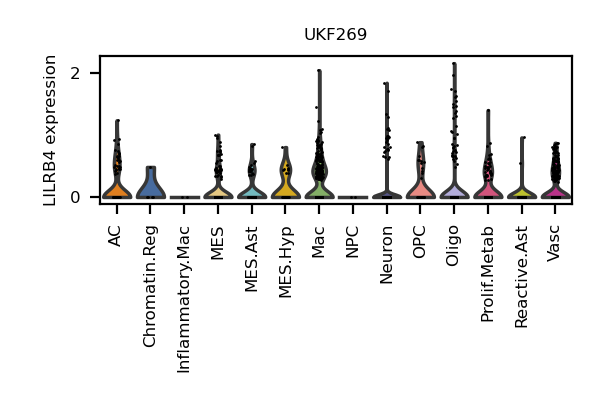 UKF269
LILRB4 expression
2
0
AC
Chromatin.Reg
Inflammatory.Mac
MES
MES.Ast
MES.Hyp
Mac
NPC
Neuron
OPC
Oligo
Prolif.Metab
Reactive.Ast
Vasc